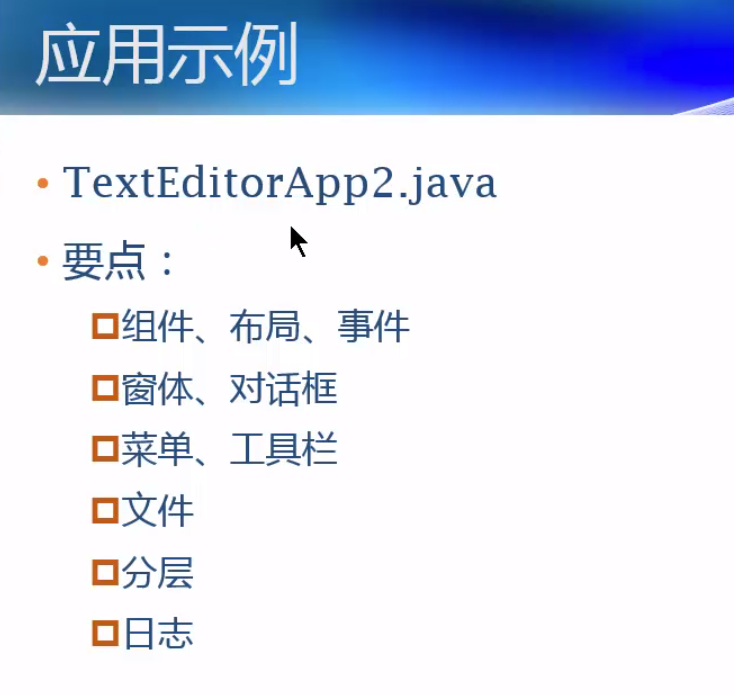 应用示例
• TextEditorApp2.java
• 要点：
组件、布局、事件
窗体、对话框
菜单、工具栏
文件
分层
日志